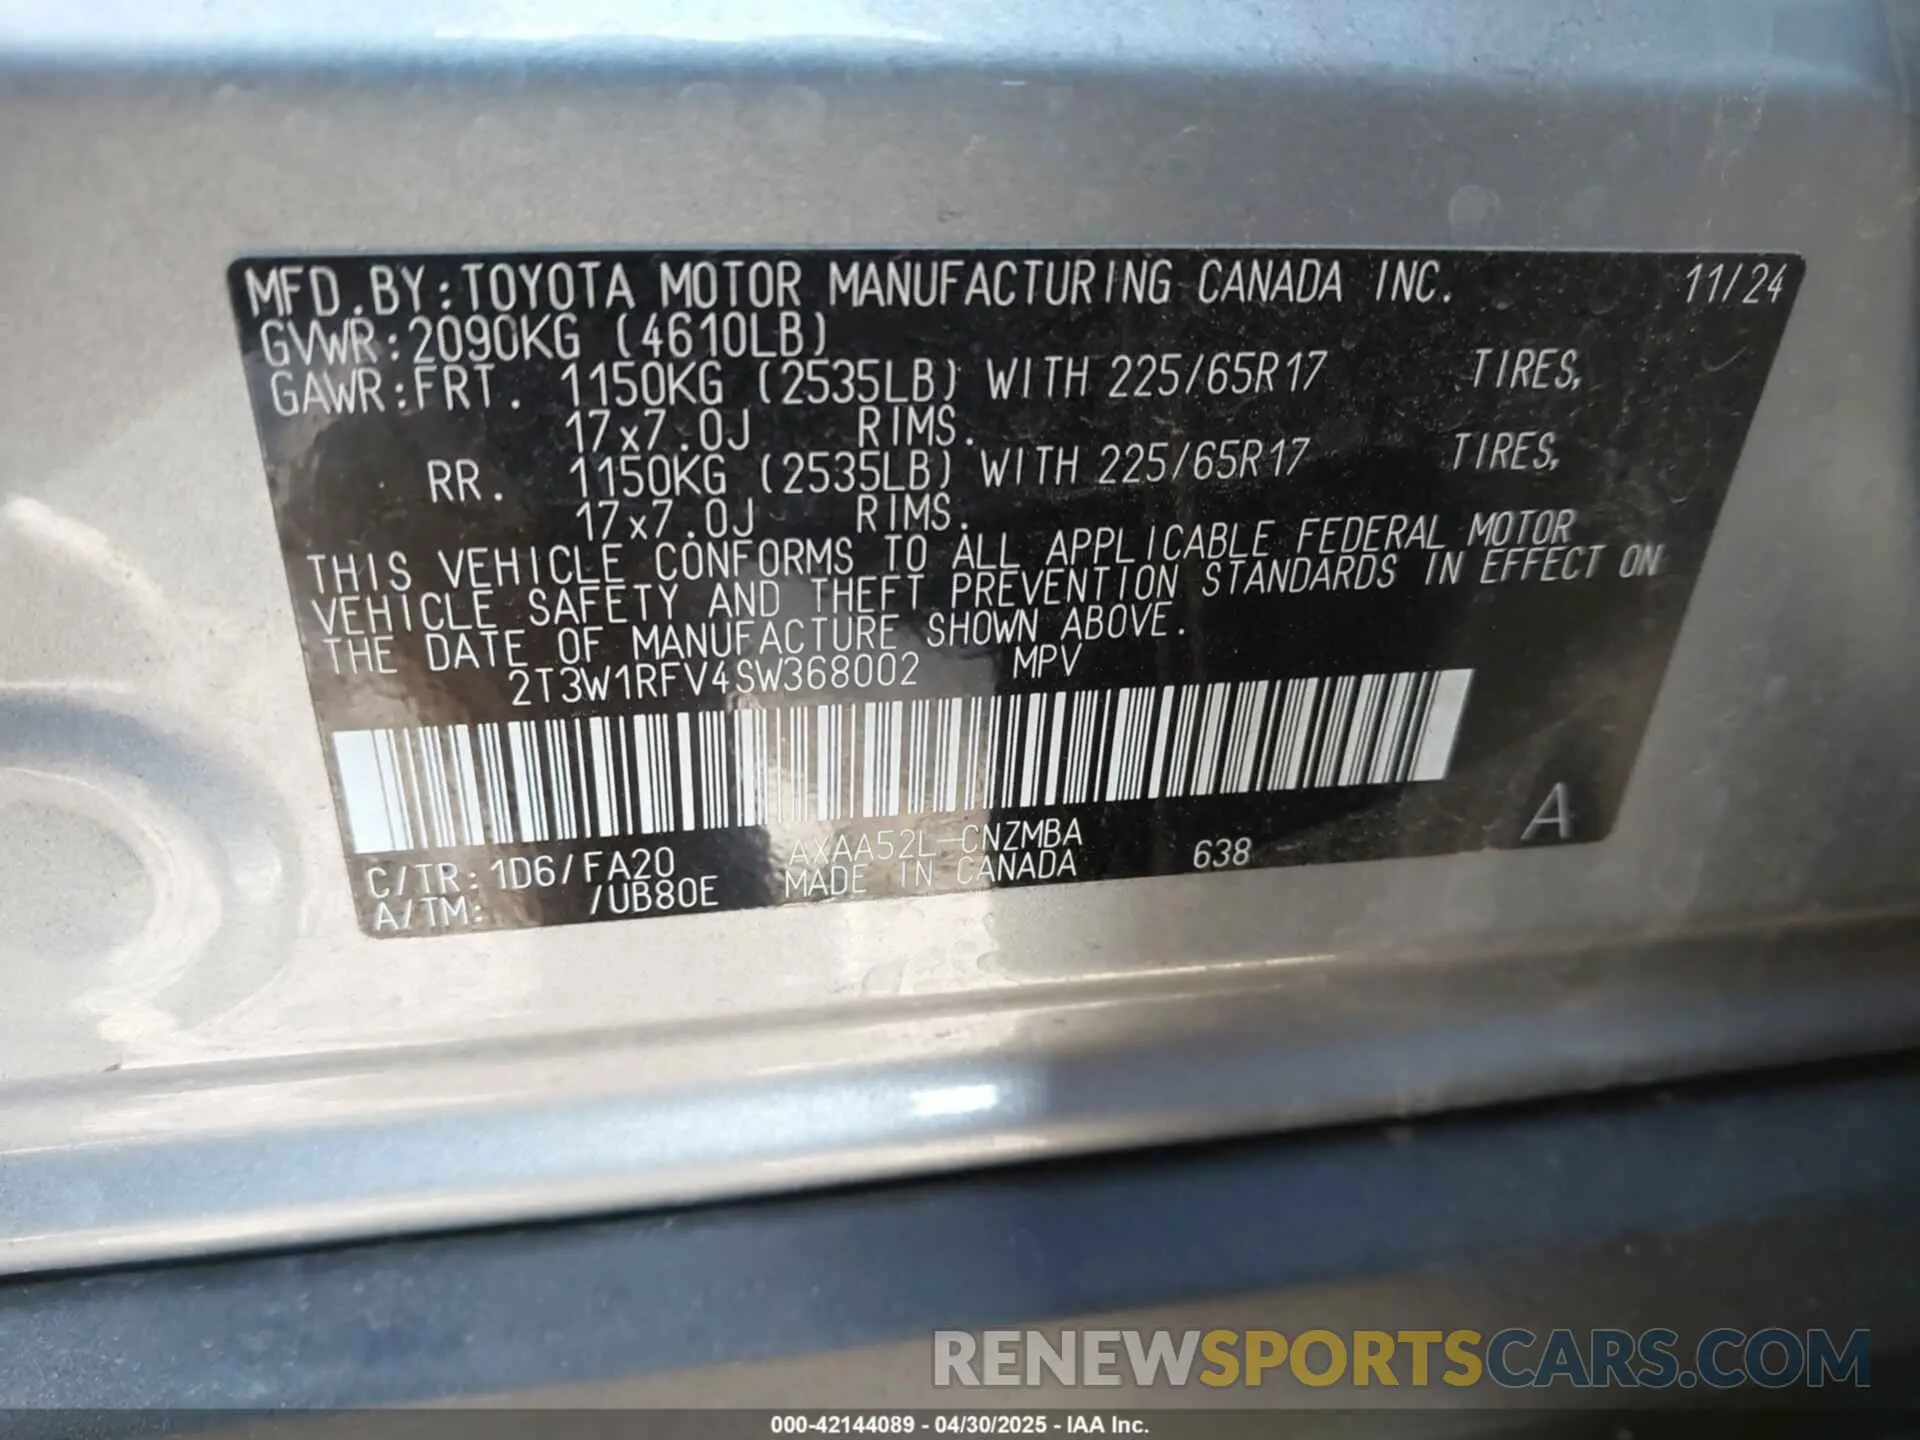 MFD.BY:TOYOTA MOTOR MANUFACTURING CANADA INC. 11/24
GVWR:2090KG (4610LB)
GAWR:FRT. 1150KG (2535LB) WITH 225/65R17 TIRES,
17x7.0J RIMS.
RR. 1150KG (2535LB) WITH 225/65R17 TIRES,
17x7.0J RIMS.
THIS VEHICLE CONFORMS TO ALL APPLICABLE FEDERAL MOTOR
VEHICLE SAFETY AND THEFT PREVENTION STANDARDS IN EFFECT ON
THE DATE OF MANUFACTURE SHOWN ABOVE.
2T3W1RFV4SW368002 MPV
C/TR:1D6/FA20 AXAA52L-CNZMBA 638 A
A/TM: /UB80E MADE IN CANADA
RENEWSPORTSCARS.COM
000-42144089 - 04/30/2025 - IAA Inc.